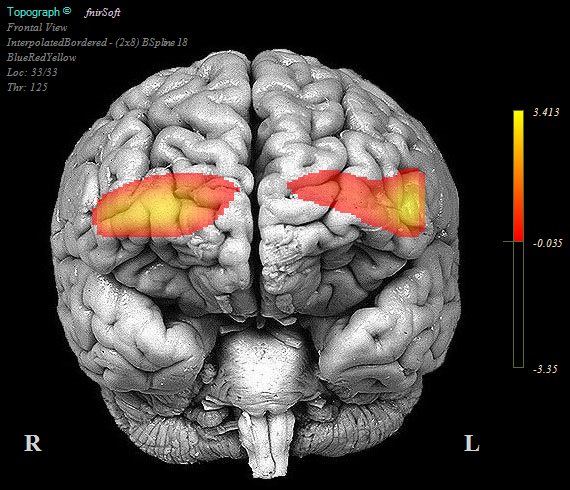 Topograph © fnirSoft
Frontal View
InterpolatedBordered - (2x8) BSpline 18
BlueRedYellow
Loc: 33/33
Thr: 125
3.413
-0.035
-3.35
R
L